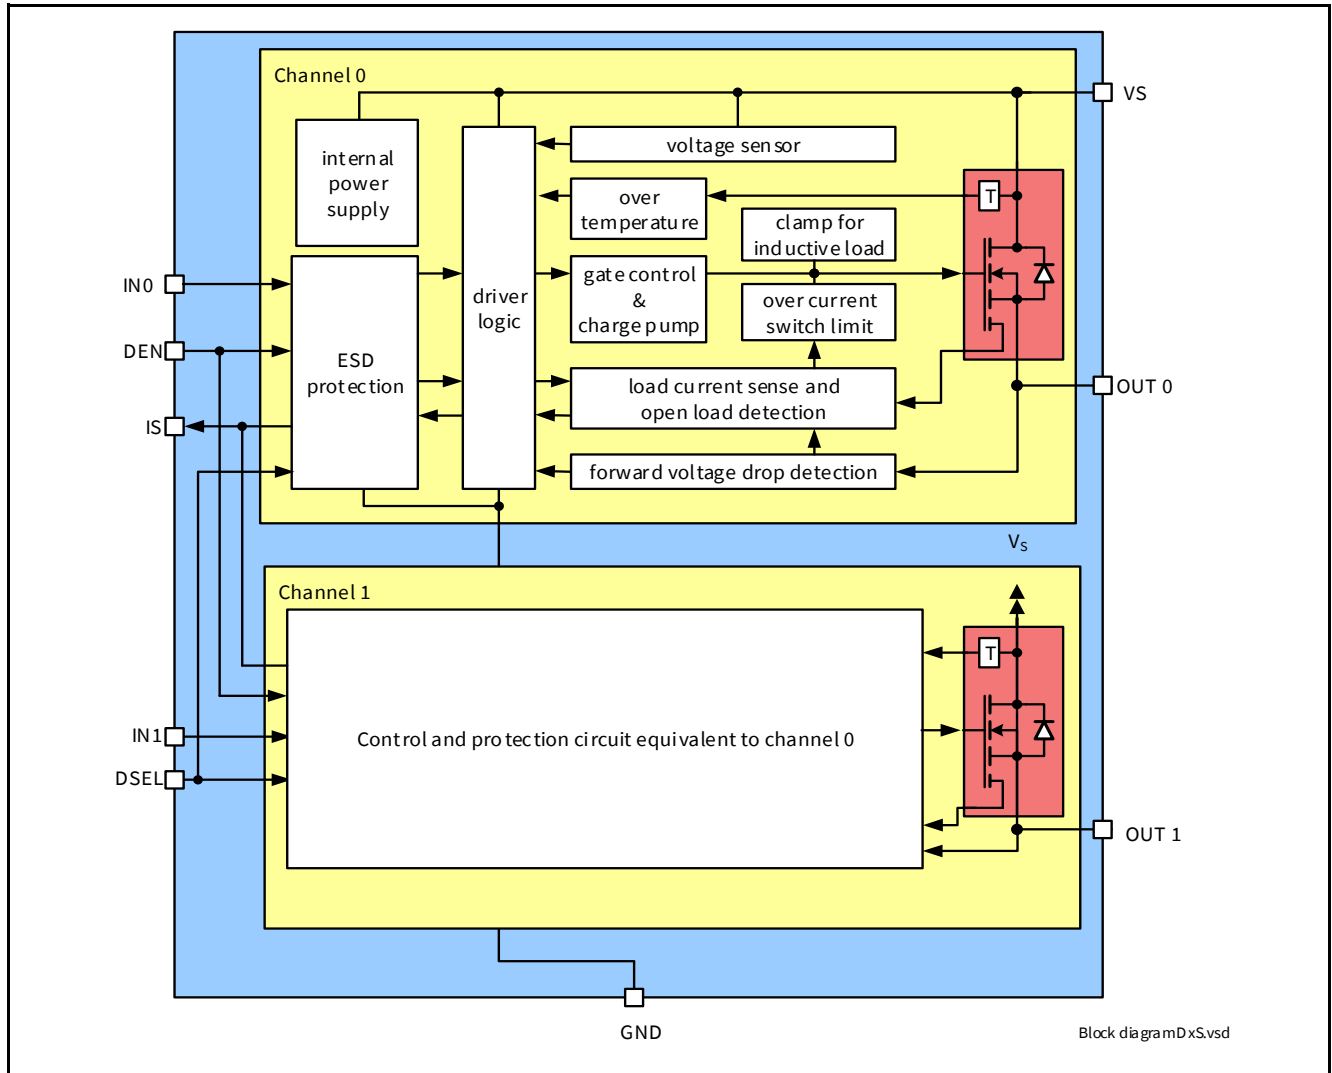 Channel 0
VS
internal
power
supply
voltage sensor
T
over
temperature
clamp for
inductive load
IN0
gate control
&
charge pump
driver
logic
over current
switch limit
DEN
ESD
protection
OUT 0
load current sense and
open load detection
IS
forward voltage drop detection
VS
Channel 1
T
IN1
Control and protection circuit equivalent to channel 0
DSEL
OUT 1
GND
Block diagramDxS.vsd